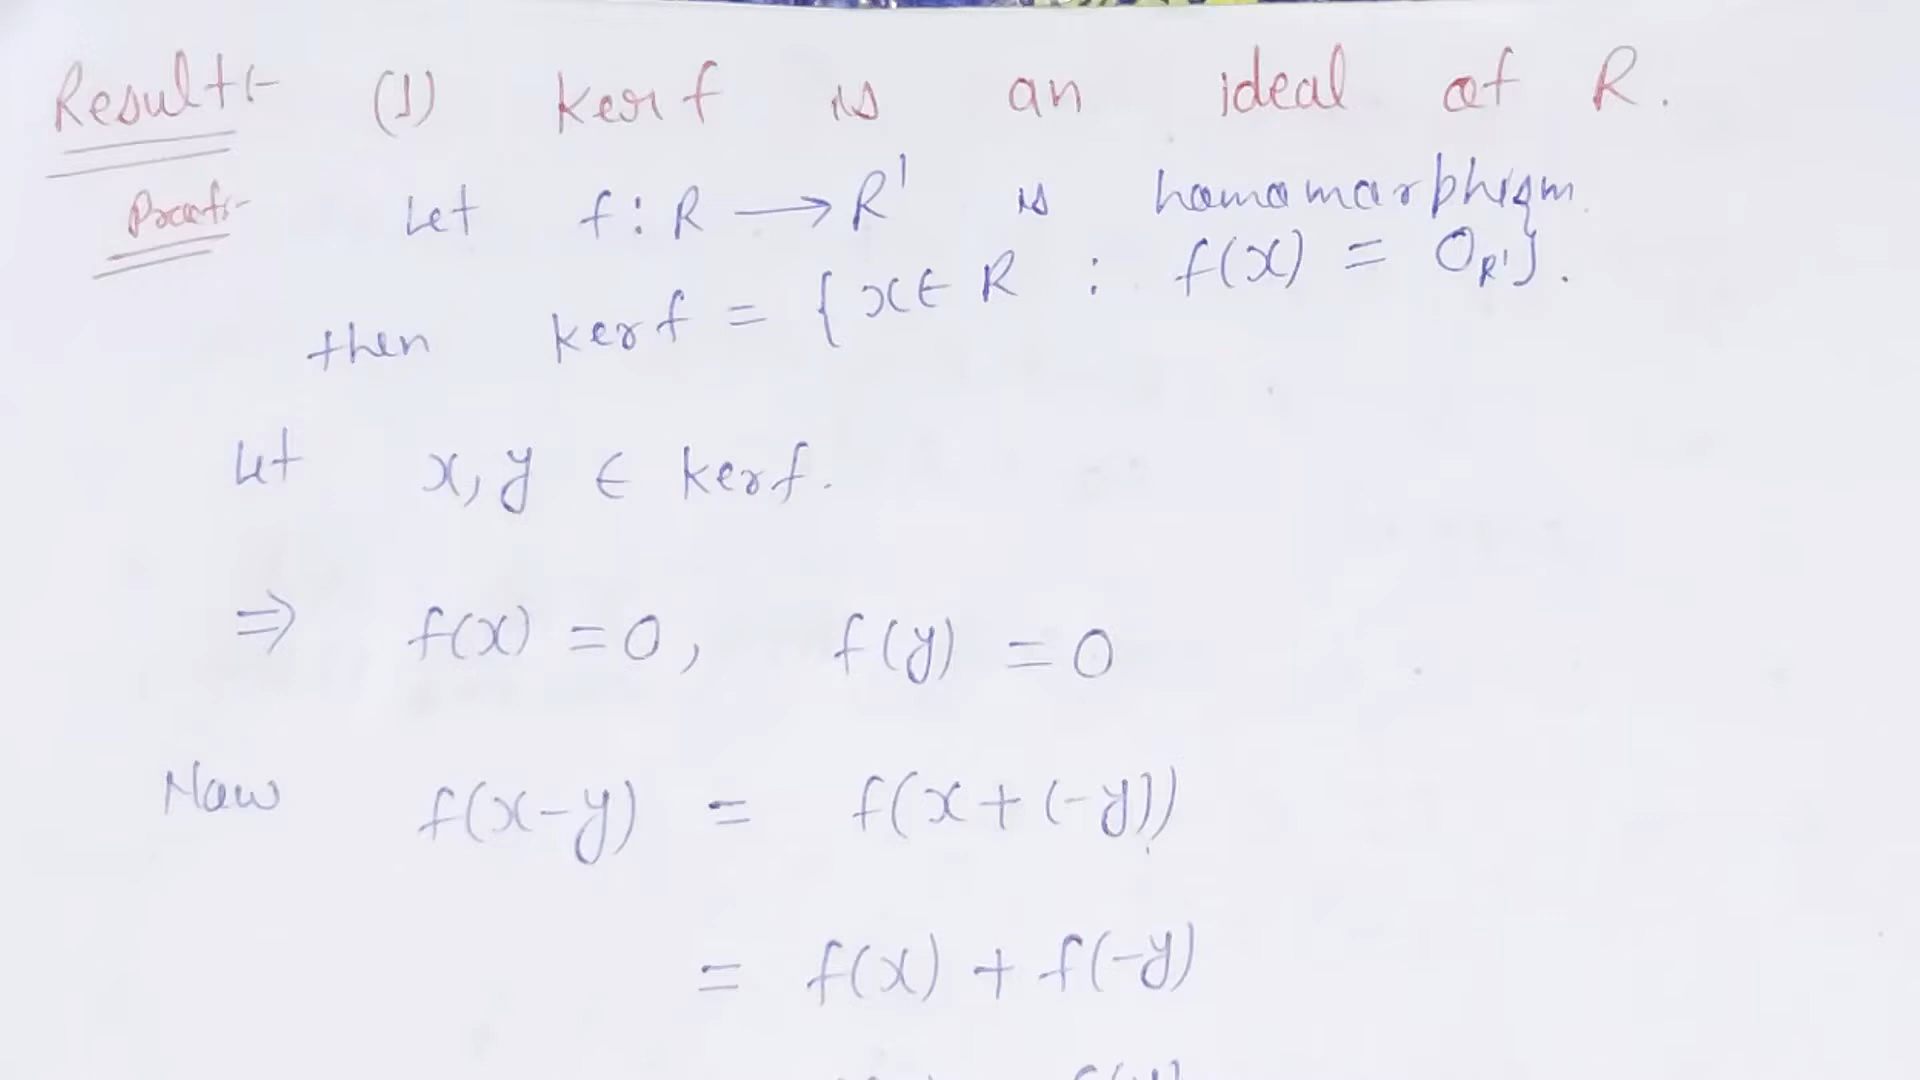 Result:- (1) Ker f is an ideal of R.
Proof:- Let f: R → R' is homomorphism.
then Ker f = {x ∈ R : f(x) = 0_R'}.
Let x, y ∈ Ker f.
⇒ f(x) = 0, f(y) = 0
Now f(x-y) = f(x + (-y))
= f(x) + f(-y)